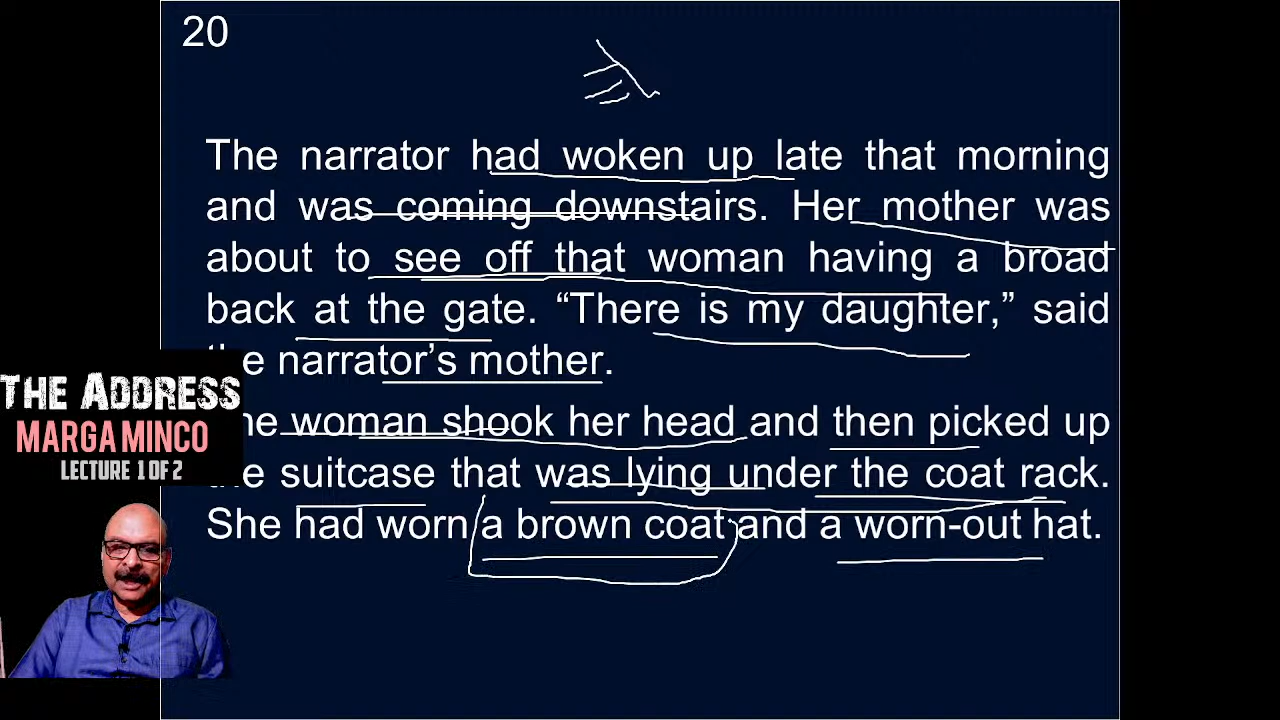 20
The narrator had woken up late that morning
and was coming downstairs. Her mother was
about to see off that woman having a broad
back at the gate. “There is my daughter,” said
the narrator’s mother.
THE ADDRESS
MARGA MINCO
LECTURE 1 OF 2
woman shook her head and then picked up
suitcase that was lying under the coat rack.
She had worn a brown coat and a worn-out hat.